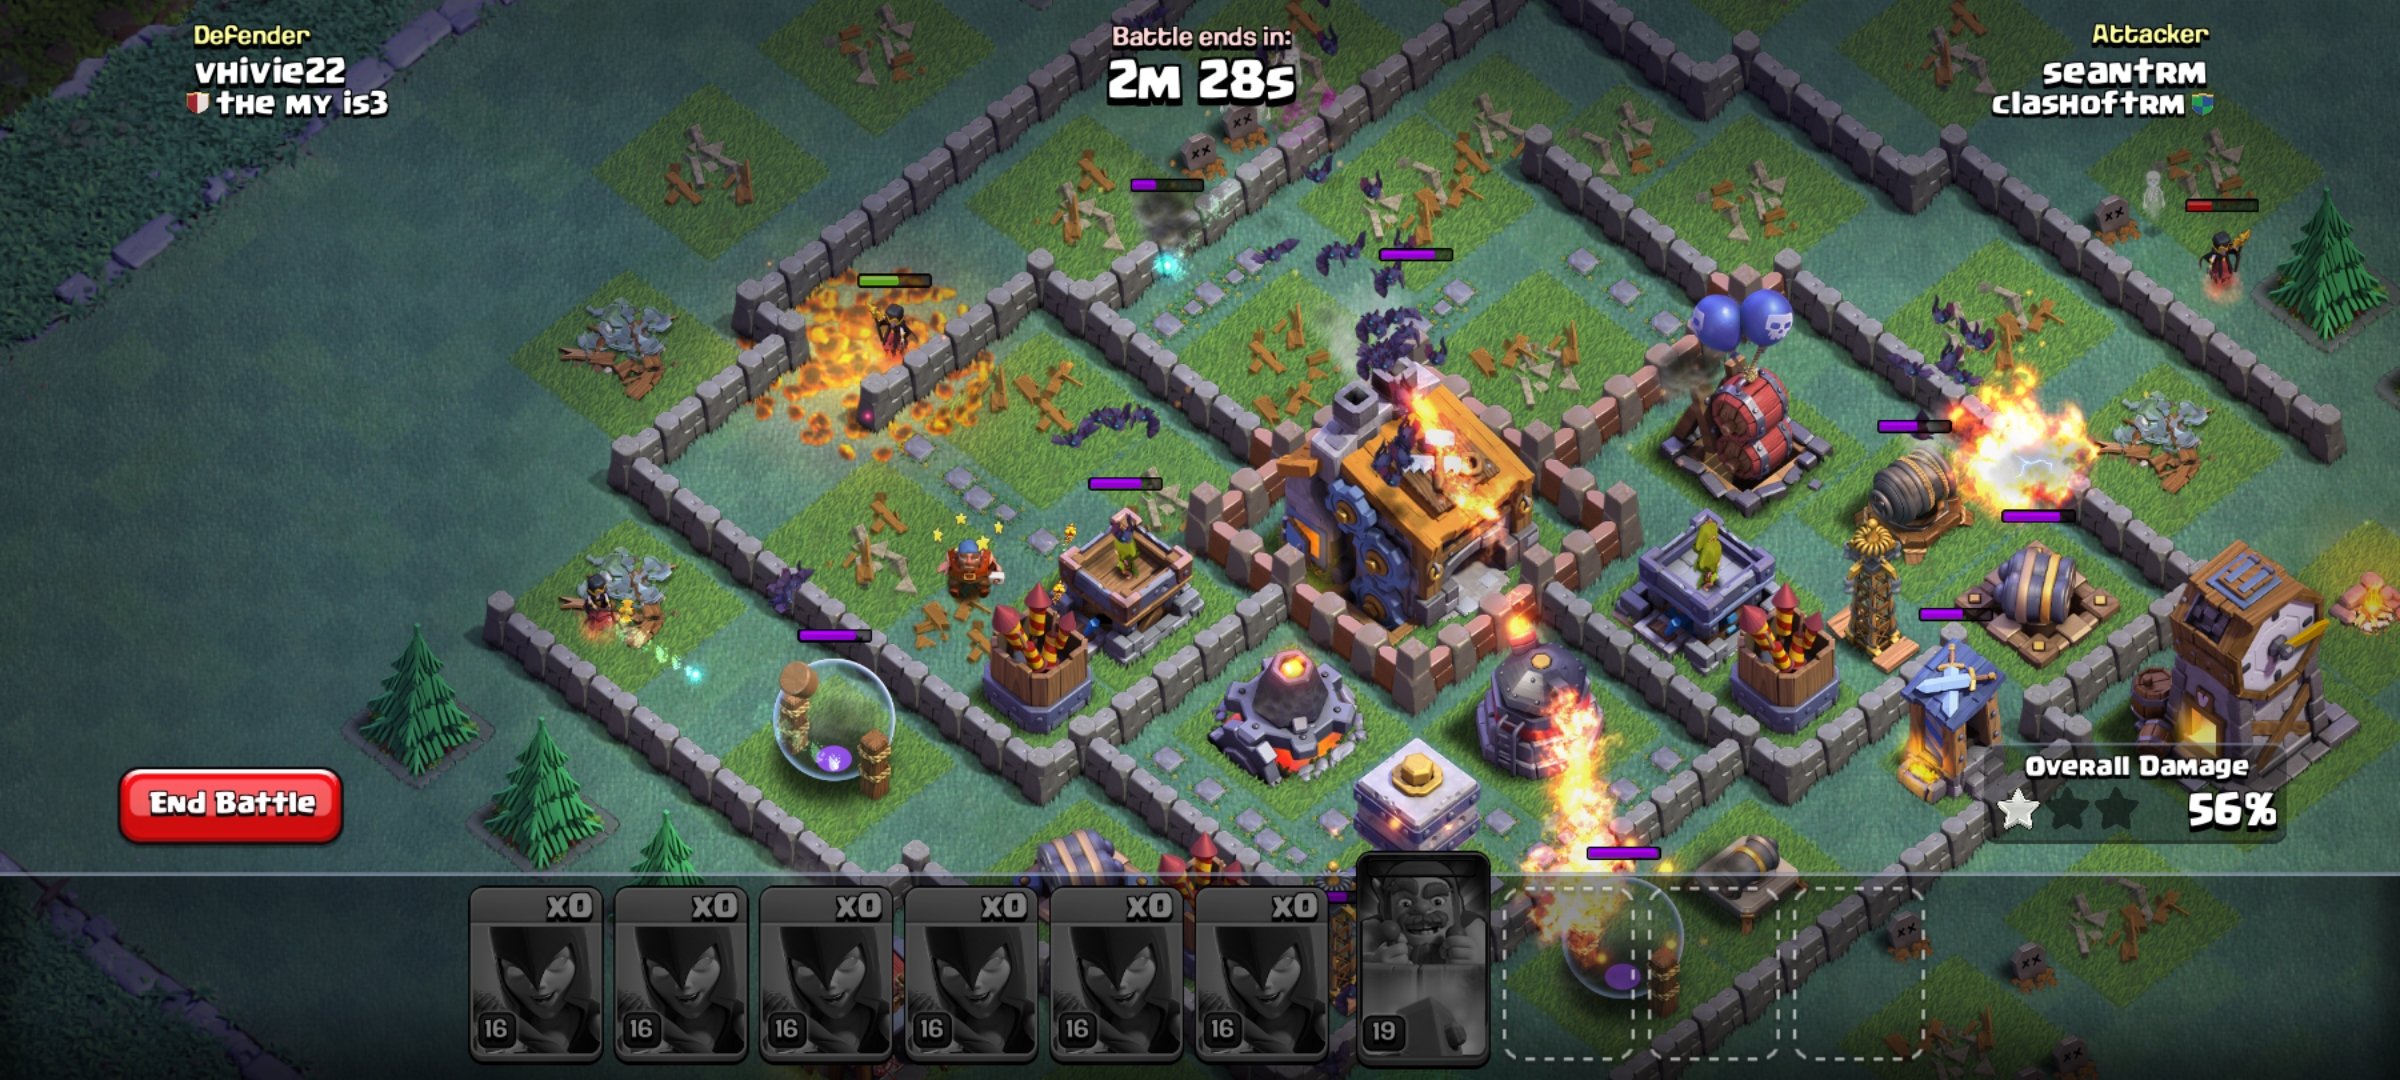 Defender
vHivie22
tHe MY is3
Battle ends in:
2M 28s
Attacker
seantRM
clasHoftRM
End Battle
Overall Damage
56%
x0
x0
x0
x0
x0
x0
16
16
16
16
16
16
19